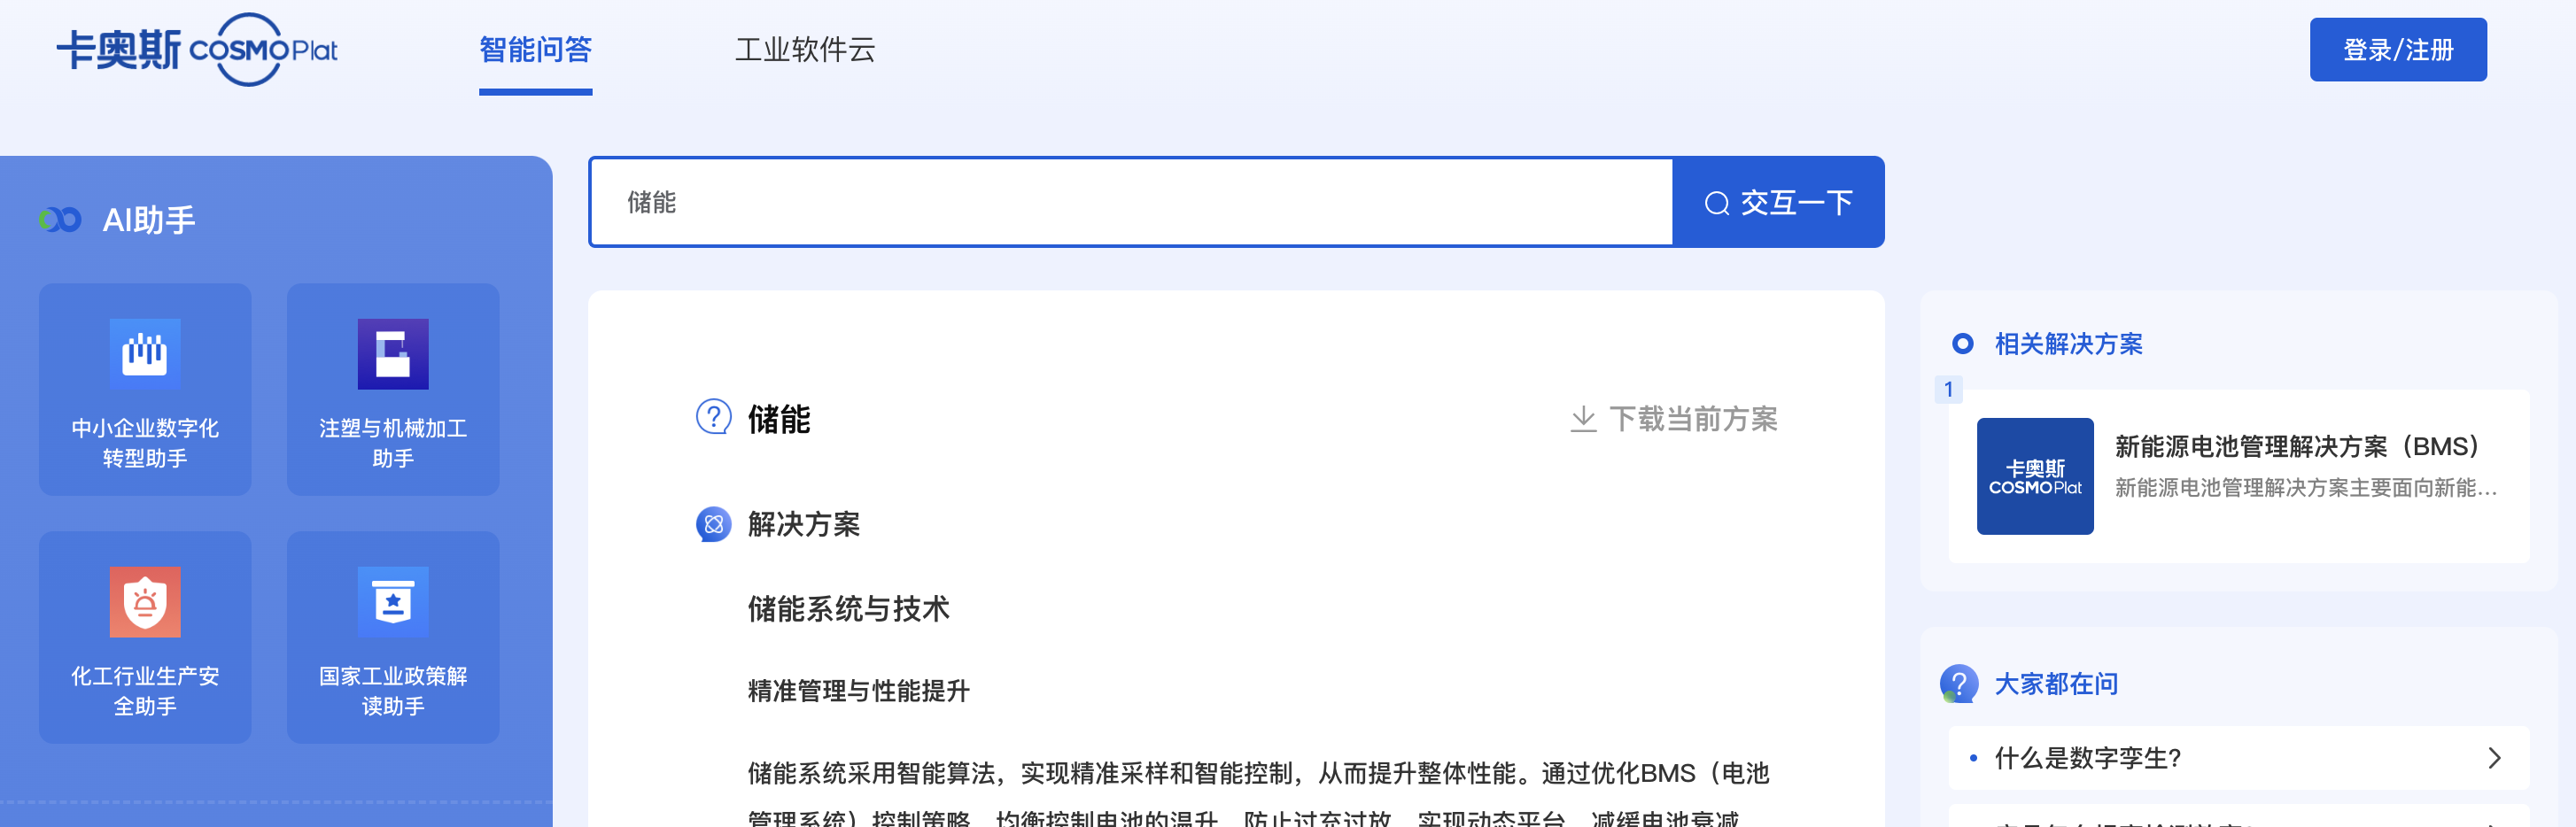 卡奥斯 COSMOPlat
智能问答
工业软件云
登录/注册
AI助手
中小企业数字化
转型助手
注塑与机械加工
助手
化工行业生产安
全助手
国家工业政策解
读助手
储能
交互一下
储能
下载当前方案
解决方案
储能系统与技术
精准管理与性能提升
储能系统采用智能算法，实现精准采样和智能控制，从而提升整体性能。通过优化BMS（电池
管理系统）控制策略，均衡控制电池的温升，防止过充过放，实现动态平台，减缓电池衰减
相关解决方案
1
卡奥斯
COSMOPlat
新能源电池管理解决方案（BMS）
新能源电池管理解决方案主要面向新能...
大家都在问
什么是数字孪生?